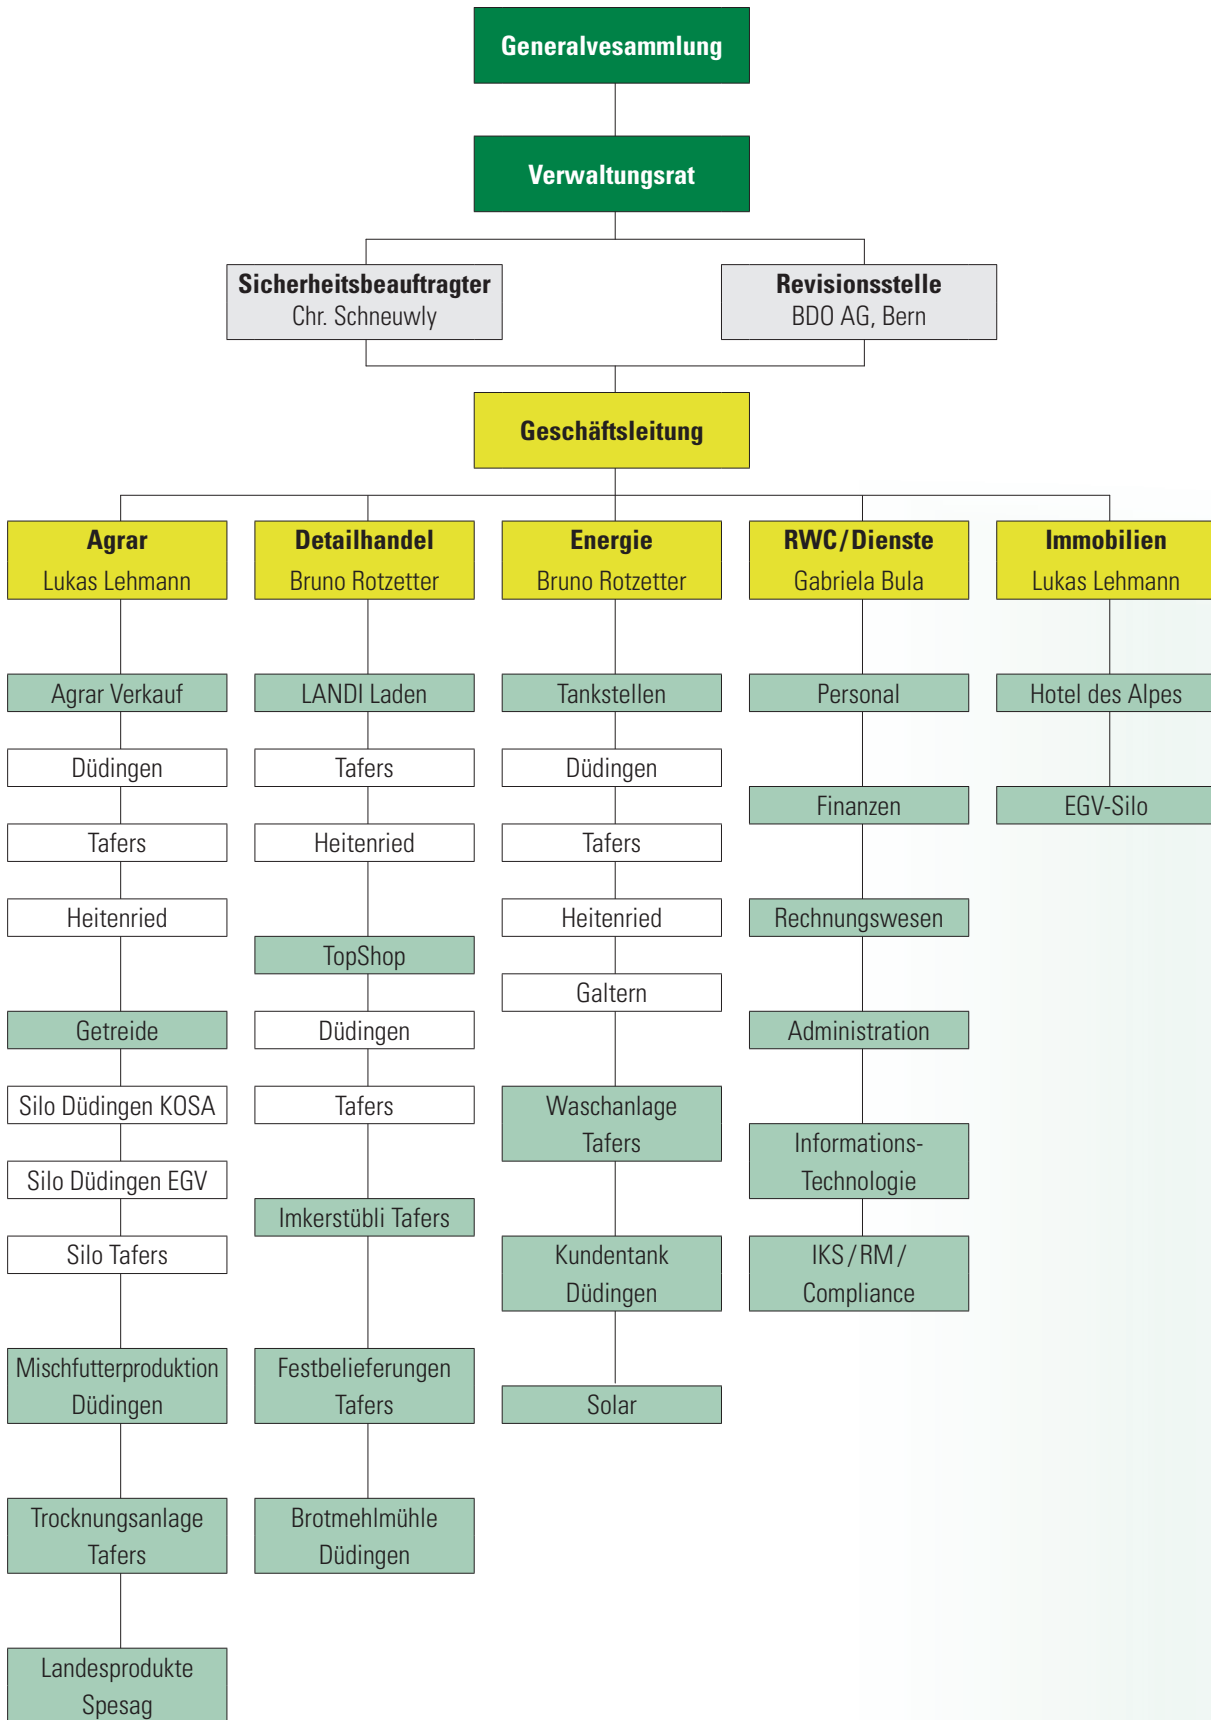 Generalvesammlung
Verwaltungsrat
Sicherheitsbeauftragter
Chr. Schneuwly
Revisionsstelle
BDO AG, Bern
Geschäftsleitung
Agrar
Lukas Lehmann
Detailhandel
Bruno Rotzetter
Energie
Bruno Rotzetter
RWC/Dienste
Gabriela Bula
Immobilien
Lukas Lehmann
Agrar Verkauf
Düdingen
Tafers
Heitenried
Getreide
Silo Düdingen KOSA
Silo Düdingen EGV
Silo Tafers
Mischfutterproduktion
Düdingen
Trocknungsanlage
Tafers
Landesprodukte
Spesag
LANDI Laden
Tafers
Heitenried
TopShop
Düdingen
Tafers
Imkerstübli Tafers
Festbelieferungen
Tafers
Brotmehlmühle
Düdingen
Tankstellen
Düdingen
Tafers
Heitenried
Galtern
Waschanlage
Tafers
Kundentank
Düdingen
Solar
Personal
Finanzen
Rechnungswesen
Administration
Informations-
Technologie
IKS/RM/
Compliance
Hotel des Alpes
EGV-Silo